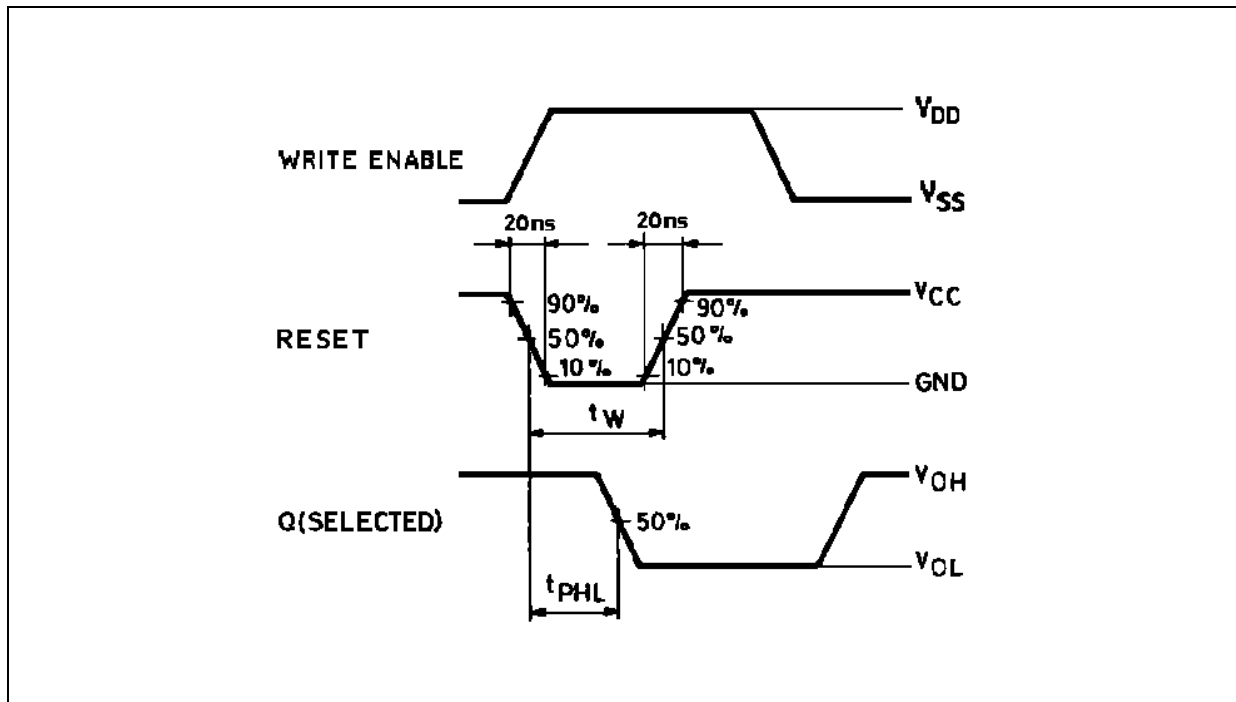 VDD
WRITE ENABLE
VSS
20ns
20ns
VCC
90%
90%
RESET
50%
50%
10%
10%
GND
tW
VOH
Q(SELECTED)
50%
VOL
tPHL